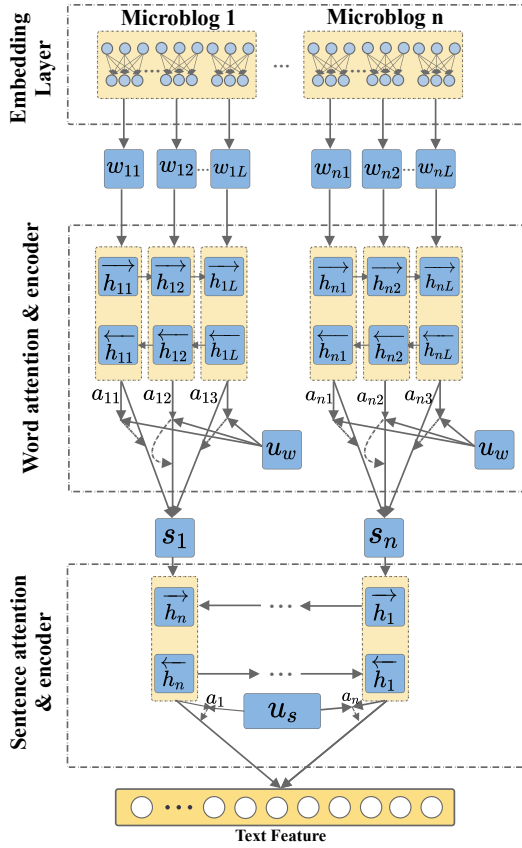 Microblog 1 Microblog n
Embedding
Layer
... ...  ... ... ...
w11 w12 ... w1L wn1 wn2 ... wnL
Word attention & encoder
→h11 →h12 →h1L →hn1 →hn2 →hnL
←h11 ←h12 ←h1L ←hn1 ←hn2 ←hnL
a11 a12 a13 an1 an2 an3
uw uw
s1 sn
Sentence attention
& encoder
→hn ... →h1
←hn ... ←h1
a1 us an
...
Text Feature